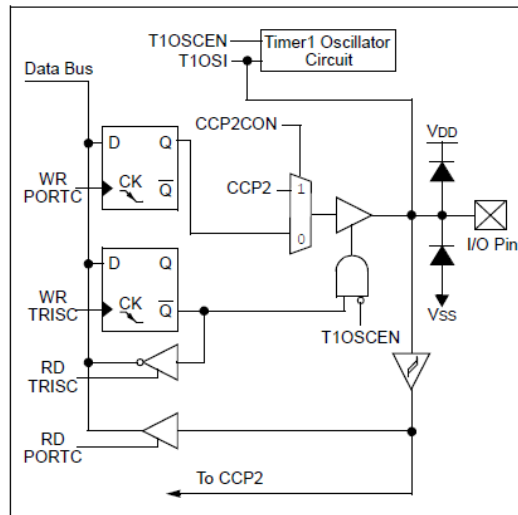 T1OSCEN
T1OSI
Timer1 Oscillator
Circuit
Data Bus
CCP2CON
VDD
D Q
CCP2
1
WR
PORTC
CK
Q
0
I/O Pin
D Q
WR
TRISC
CK
Q
VSS
T1OSCEN
RD
TRISC
RD
PORTC
To CCP2